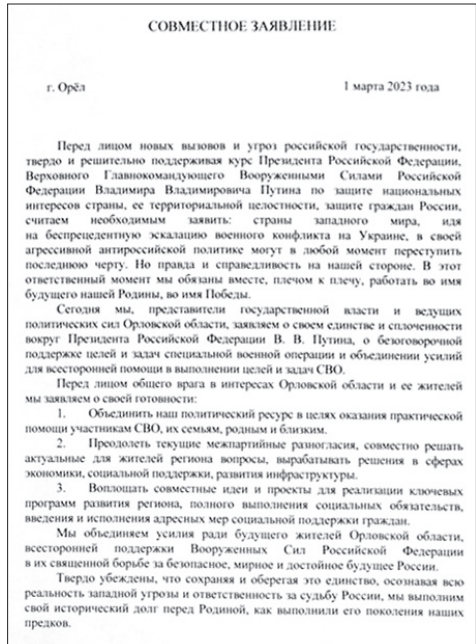 СОВМЕСТНОЕ ЗАЯВЛЕНИЕ
г. Орёл
1 марта 2023 года
Перед лицом новых вызовов и угроз российской государственности,
твердо и решительно поддерживая курс Президента Российской Федерации,
Верховного Главнокомандующего Вооруженными Силами Российской
Федерации Владимира Владимировича Путина по защите национальных
интересов страны, ее территориальной целостности, защите граждан России,
считаем необходимым заявить: страны западного мира, идя
на беспрецедентную эскалацию военного конфликта на Украине, в своей
агрессивной антироссийской политике могут в любой момент переступить
последнюю черту. Но правда и справедливость на нашей стороне. В этот
ответственный момент мы обязаны вместе, плечом к плечу, работать во имя
будущего нашей Родины, во имя Победы.
Сегодня мы, представители государственной власти и ведущих
политических сил Орловской области, заявляем о своем единстве и сплоченности
вокруг Президента Российской Федерации В. В. Путина, о безоговорочной
поддержке целей и задач специальной военной операции и объединении усилий
для всесторонней помощи в выполнении целей и задач СВО.
Перед лицом общего врага в интересах Орловской области и ее жителей
мы заявляем о своей готовности:
1. Объединить наш политический ресурс в целях оказания практической
помощи участникам СВО, их семьям, родным и близким.
2. Преодолеть текущие межпартийные разногласия, совместно решать
актуальные для жителей региона вопросы, вырабатывать решения в сферах
экономики, социальной поддержки, развития инфраструктуры.
3. Воплощать совместные идеи и проекты для реализации ключевых
программ развития региона, полного выполнения социальных обязательств,
введения и исполнения адресных мер социальной поддержки граждан.
Мы объединяем усилия ради будущего жителей Орловской области,
всесторонней поддержки Вооруженных Сил Российской Федерации
в их священной борьбе за безопасное, мирное и достойное будущее России.
Твердо убеждены, что сохраняя и оберегая это единство, осознавая всю
реальность западной угрозы и ответственность за судьбу России, мы выполним
свой исторический долг перед Родиной, как выполнили его поколения наших
предков.